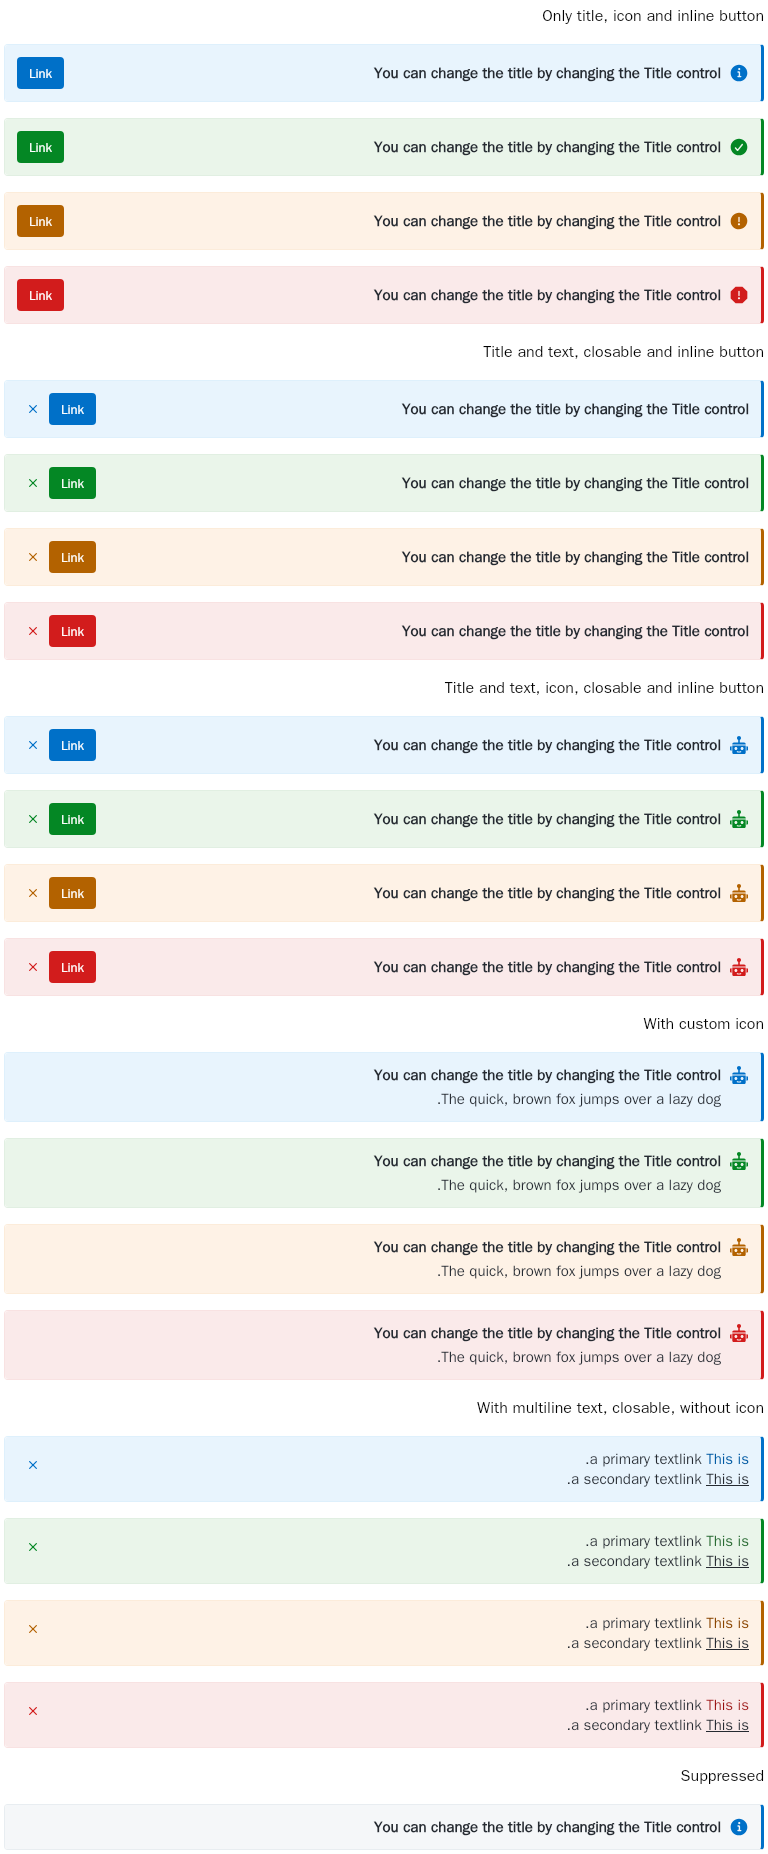 Only title, icon and inline button
You can change the title by changing the Title control
Link
You can change the title by changing the Title control
Link
You can change the title by changing the Title control
Link
You can change the title by changing the Title control
Link
Title and text, closable and inline button
You can change the title by changing the Title control
Link
You can change the title by changing the Title control
Link
You can change the title by changing the Title control
Link
You can change the title by changing the Title control
Link
Title and text, icon, closable and inline button
You can change the title by changing the Title control
Link
You can change the title by changing the Title control
Link
You can change the title by changing the Title control
Link
You can change the title by changing the Title control
Link
With custom icon
You can change the title by changing the Title control
.The quick, brown fox jumps over a lazy dog
You can change the title by changing the Title control
.The quick, brown fox jumps over a lazy dog
You can change the title by changing the Title control
.The quick, brown fox jumps over a lazy dog
You can change the title by changing the Title control
.The quick, brown fox jumps over a lazy dog
With multiline text, closable, without icon
.a primary textlink This is
.a secondary textlink This is
.a primary textlink This is
.a secondary textlink This is
.a primary textlink This is
.a secondary textlink This is
.a primary textlink This is
.a secondary textlink This is
Suppressed
You can change the title by changing the Title control